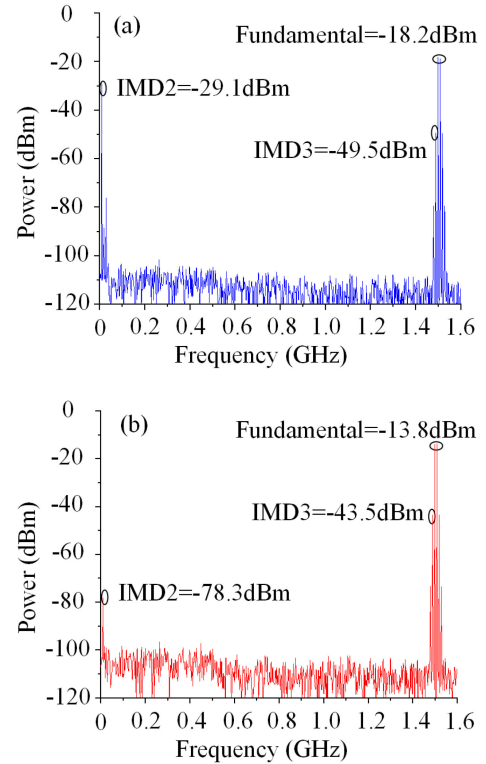 (a)
Fundamental=-18.2dBm
IMD2=-29.1dBm
IMD3=-49.5dBm
Power (dBm)
0
-20
-40
-60
-80
-100
-120
0 0.2 0.4 0.6 0.8 1.0 1.2 1.4 1.6
Frequency (GHz)
(b)
Fundamental=-13.8dBm
IMD3=-43.5dBm
IMD2=-78.3dBm
Power (dBm)
0
-20
-40
-60
-80
-100
-120
0 0.2 0.4 0.6 0.8 1.0 1.2 1.4 1.6
Frequency (GHz)